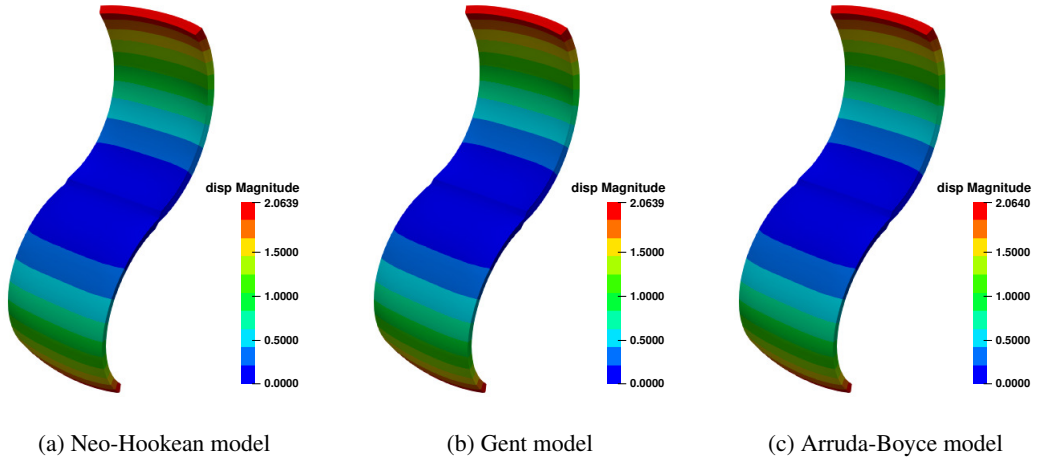 disp Magnitude
2.0639
1.5000
1.0000
0.5000
0.0000
(a) Neo-Hookean model
disp Magnitude
2.0639
1.5000
1.0000
0.5000
0.0000
(b) Gent model
disp Magnitude
2.0640
1.5000
1.0000
0.5000
0.0000
(c) Arruda-Boyce model